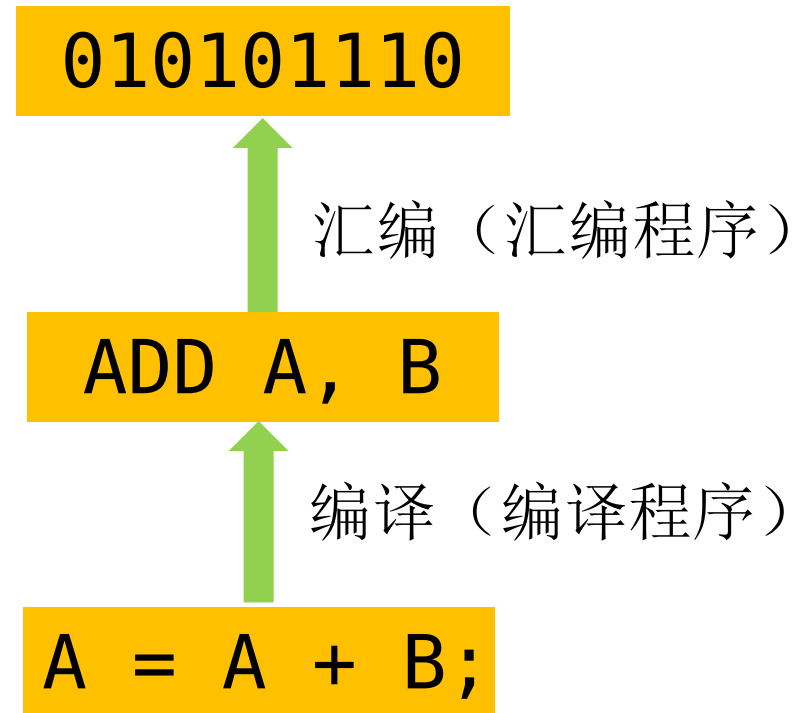 010101110
汇编（汇编程序）
ADD A, B
编译（编译程序）
A = A + B;